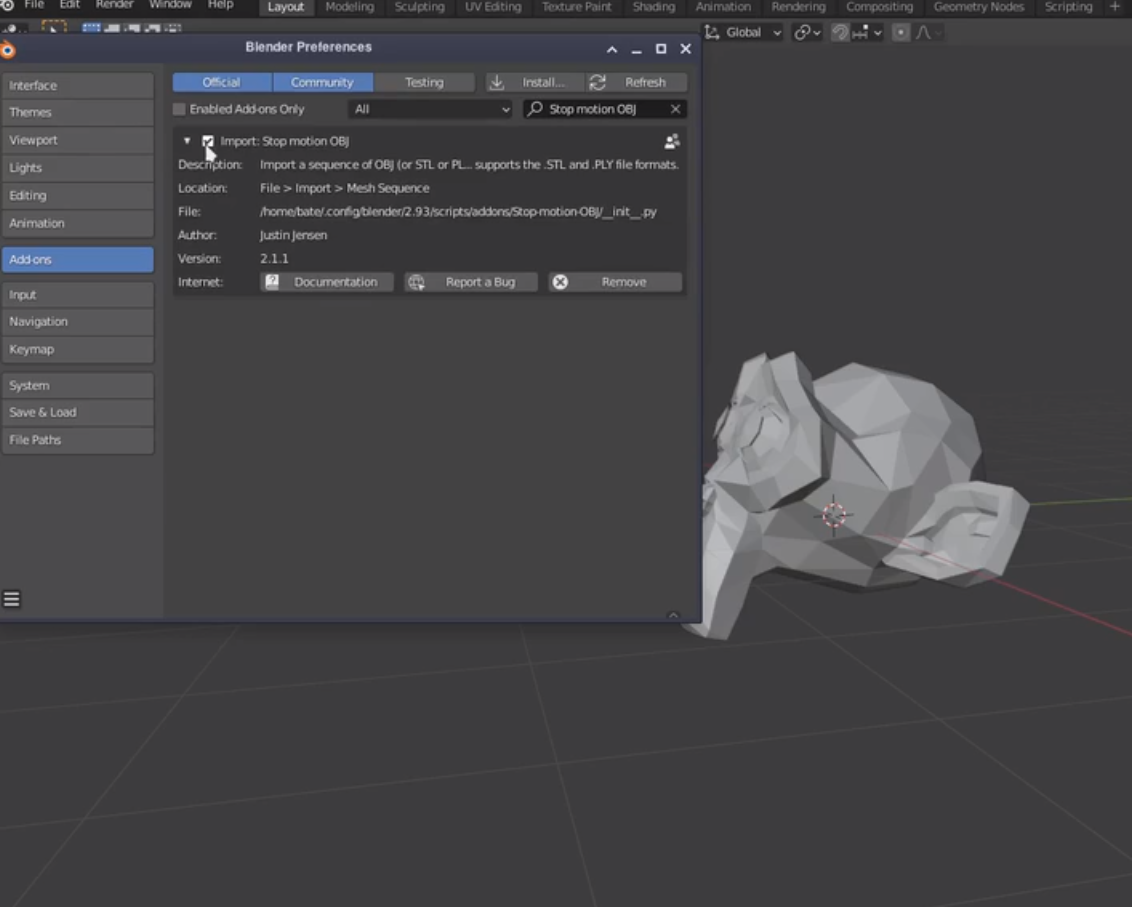 File Edit Render Window Help Layout Modeling Sculpting UV Editing Texture Paint Shading Animation Rendering Compositing Geometry Nodes Scripting +
Global
Blender Preferences
Interface
Themes
Viewport
Lights
Editing
Animation
Add-ons
Input
Navigation
Keymap
System
Save & Load
File Paths
Official Community Testing Install... Refresh
Enabled Add-ons Only All Stop motion OBJ
Import: Stop motion OBJ
Description: Import a sequence of OBJ (or STL or PL... supports the .STL and .PLY file formats.
Location: File > Import > Mesh Sequence
File: /home/bate/.config/blender/2.93/scripts/addons/Stop-motion-OBJ/__init__.py
Author: Justin Jensen
Version: 2.1.1
Internet: Documentation Report a Bug Remove